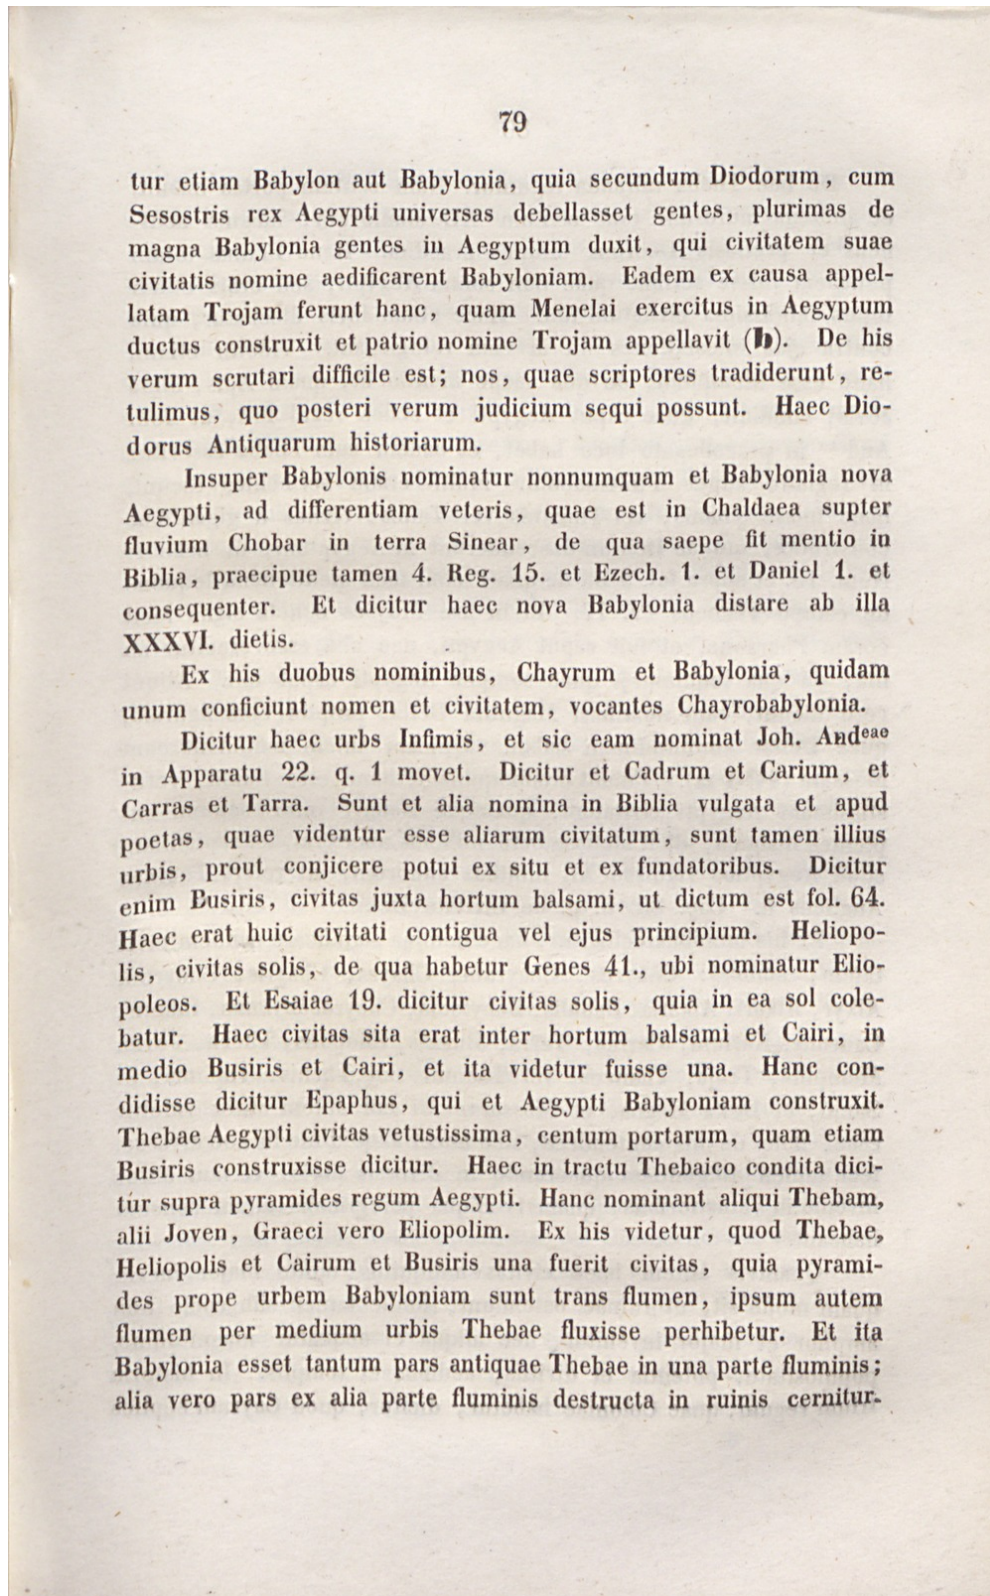 79
tur etiam Babylon aut Babylonia, quia secundum Diodorum, cum
Sesostris rex Aegypti universas debellasset gentes, plurimas de
magna Babylonia gentes in Aegyptum duxit, qui civitatem suae
civitatis nomine aedificarent Babyloniam. Eadem ex causa appel-
latam Trojam ferunt hanc, quam Menelai exercitus in Aegyptum
ductus construxit et patrio nomine Trojam appellavit (b). De his
verum scrutari difficile est; nos, quae scriptores tradiderunt, re-
tulimus, quo posteri verum judicium sequi possunt. Haec Dio-
dorus Antiquarum historiarum.
Insuper Babylonis nominatur nonnumquam et Babylonia nova
Aegypti, ad differentiam veteris, quae est in Chaldaea supter
fluvium Chobar in terra Sinear, de qua saepe fit mentio in
Biblia, praecipue tamen 4. Reg. 15. et Ezech. 1. et Daniel 1. et
consequenter. Et dicitur haec nova Babylonia distare ab illa
XXXVI. dietis.
Ex his duobus nominibus, Chayrum et Babylonia, quidam
unum conficiunt nomen et civitatem, vocantes Chayrobabylonia.
Dicitur haec urbs Infimis, et sic eam nominat Joh. Andeae
in Apparatu 22. q. 1 movet. Dicitur et Cadrum et Carium, et
Carras et Tarra. Sunt et alia nomina in Biblia vulgata et apud
poetas, quae videntur esse aliarum civitatum, sunt tamen illius
urbis, prout conjicere potui ex situ et ex fundatoribus. Dicitur
enim Busiris, civitas juxta hortum balsami, ut dictum est fol. 64.
Haec erat huic civitati contigua vel ejus principium. Heliopo-
lis, civitas solis, de qua habetur Genes 41., ubi nominatur Elio-
poleos. Et Esaiae 19. dicitur civitas solis, quia in ea sol cole-
batur. Haec civitas sita erat inter hortum balsami et Cairi, in
medio Busiris et Cairi, et ita videtur fuisse una. Hanc con-
didisse dicitur Epaphus, qui et Aegypti Babyloniam construxit.
Thebae Aegypti civitas vetustissima, centum portarum, quam etiam
Busiris construxisse dicitur. Haec in tractu Thebaico condita dici-
tur supra pyramides regum Aegypti. Hanc nominant aliqui Thebam,
alii Joven, Graeci vero Eliopolim. Ex his videtur, quod Thebae,
Heliopolis et Cairum et Busiris una fuerit civitas, quia pyrami-
des prope urbem Babyloniam sunt trans flumen, ipsum autem
flumen per medium urbis Thebae fluxisse perhibetur. Et ita
Babylonia esset tantum pars antiquae Thebae in una parte fluminis;
alia vero pars ex alia parte fluminis destructa in ruinis cernitur.